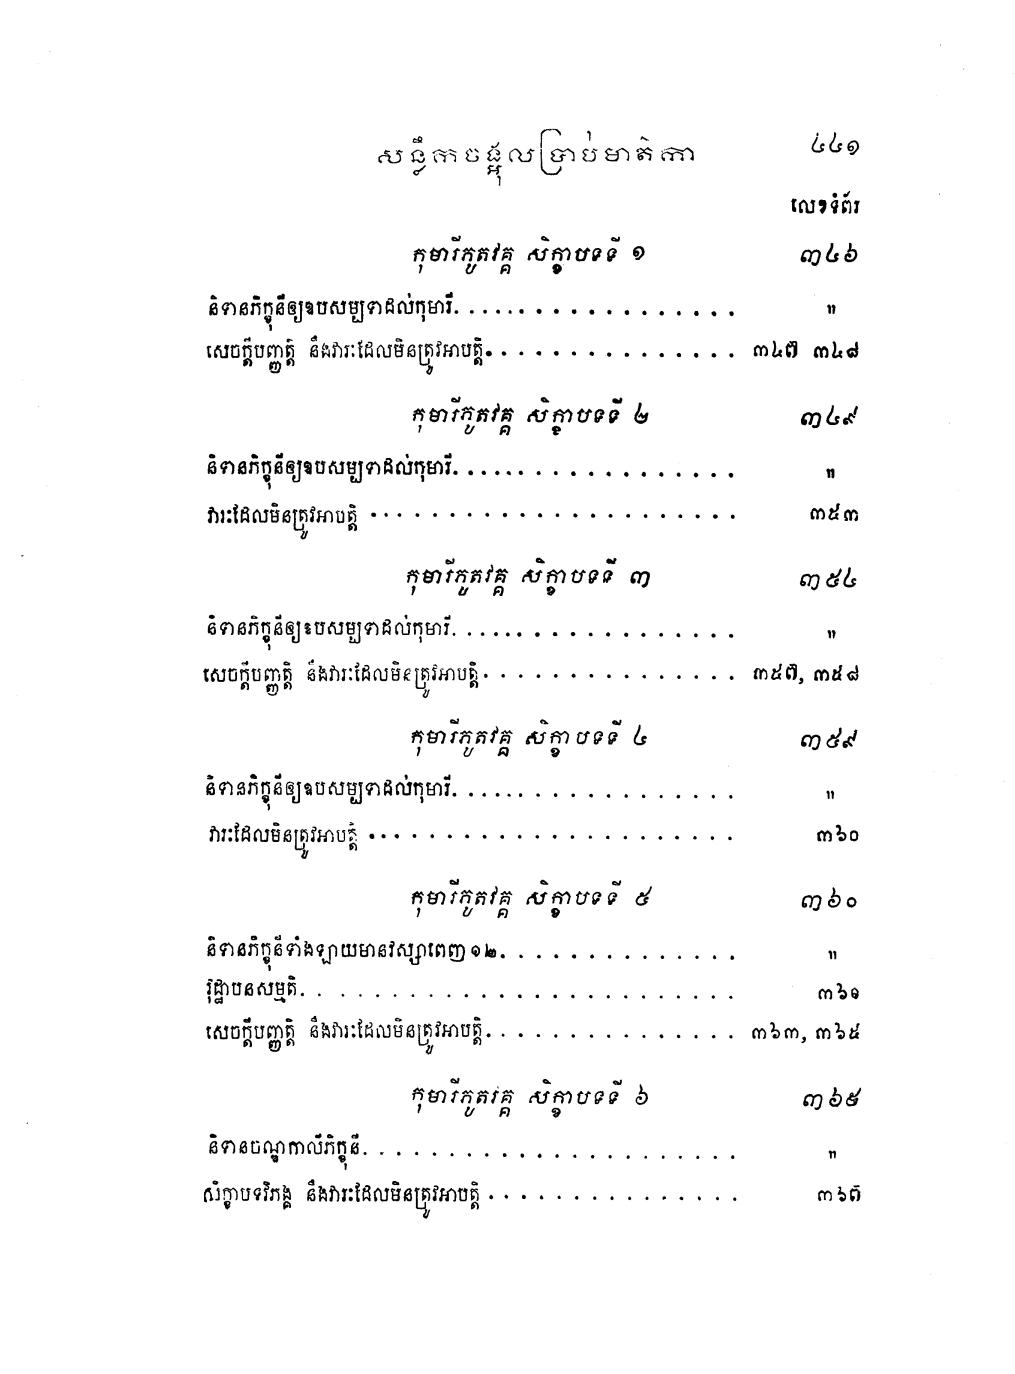 សន្លឹកចង្អុលប្រាប់មាតិកា ៤៤១
លេខទំព័រ
កុមារីភូតវគ្គ សិក្ខាបទទី ១ ៣៤៦
និទានភិក្ខុនីឲ្យឧបសម្បទាដល់កុមារី. . . . . . . . . . . . . . . . . . "
សេចក្តីបញ្ញត្តិ និងវារៈដែលមិនត្រូវអាបត្តិ. . . . . . . . . . . . . . . . ៣៤៧ ៣៤៨
កុមារីភូតវគ្គ សិក្ខាបទទី ២ ៣៤៩
និទានភិក្ខុនីឲ្យឧបសម្បទាដល់កុមារី. . . . . . . . . . . . . . . . . . "
វារៈដែលមិនត្រូវអាបត្តិ . . . . . . . . . . . . . . . . . . . . . . . ៣៥៣
កុមារីភូតវគ្គ សិក្ខាបទទី ៣ ៣៥៤
និទានភិក្ខុនីឲ្យឧបសម្បទាដល់កុមារី. . . . . . . . . . . . . . . . . . "
សេចក្តីបញ្ញត្តិ និងវារៈដែលមិនត្រូវអាបត្តិ. . . . . . . . . . . . . . . . ៣៥៧, ៣៥៨
កុមារីភូតវគ្គ សិក្ខាបទទី ៤ ៣៥៩
និទានភិក្ខុនីឲ្យឧបសម្បទាដល់កុមារី. . . . . . . . . . . . . . . . . . "
វារៈដែលមិនត្រូវអាបត្តិ . . . . . . . . . . . . . . . . . . . . . . . ៣៦០
កុមារីភូតវគ្គ សិក្ខាបទទី ៥ ៣៦០
និទានភិក្ខុនីទាំងឡាយមានវស្សាពេញ ១២. . . . . . . . . . . . . . . "
វុដ្ឋាបនសម្មតិ. . . . . . . . . . . . . . . . . . . . . . . . . . ៣៦១
សេចក្តីបញ្ញត្តិ និងវារៈដែលមិនត្រូវអាបត្តិ. . . . . . . . . . . . . . . . ៣៦៣, ៣៦៥
កុមារីភូតវគ្គ សិក្ខាបទទី ៦ ៣៦៥
និទានចណ្ឌកាលីភិក្ខុនី. . . . . . . . . . . . . . . . . . . . . . . "
សិក្ខាបទវិភង្គ និងវារៈដែលមិនត្រូវអាបត្តិ . . . . . . . . . . . . . . . . ៣៦៧